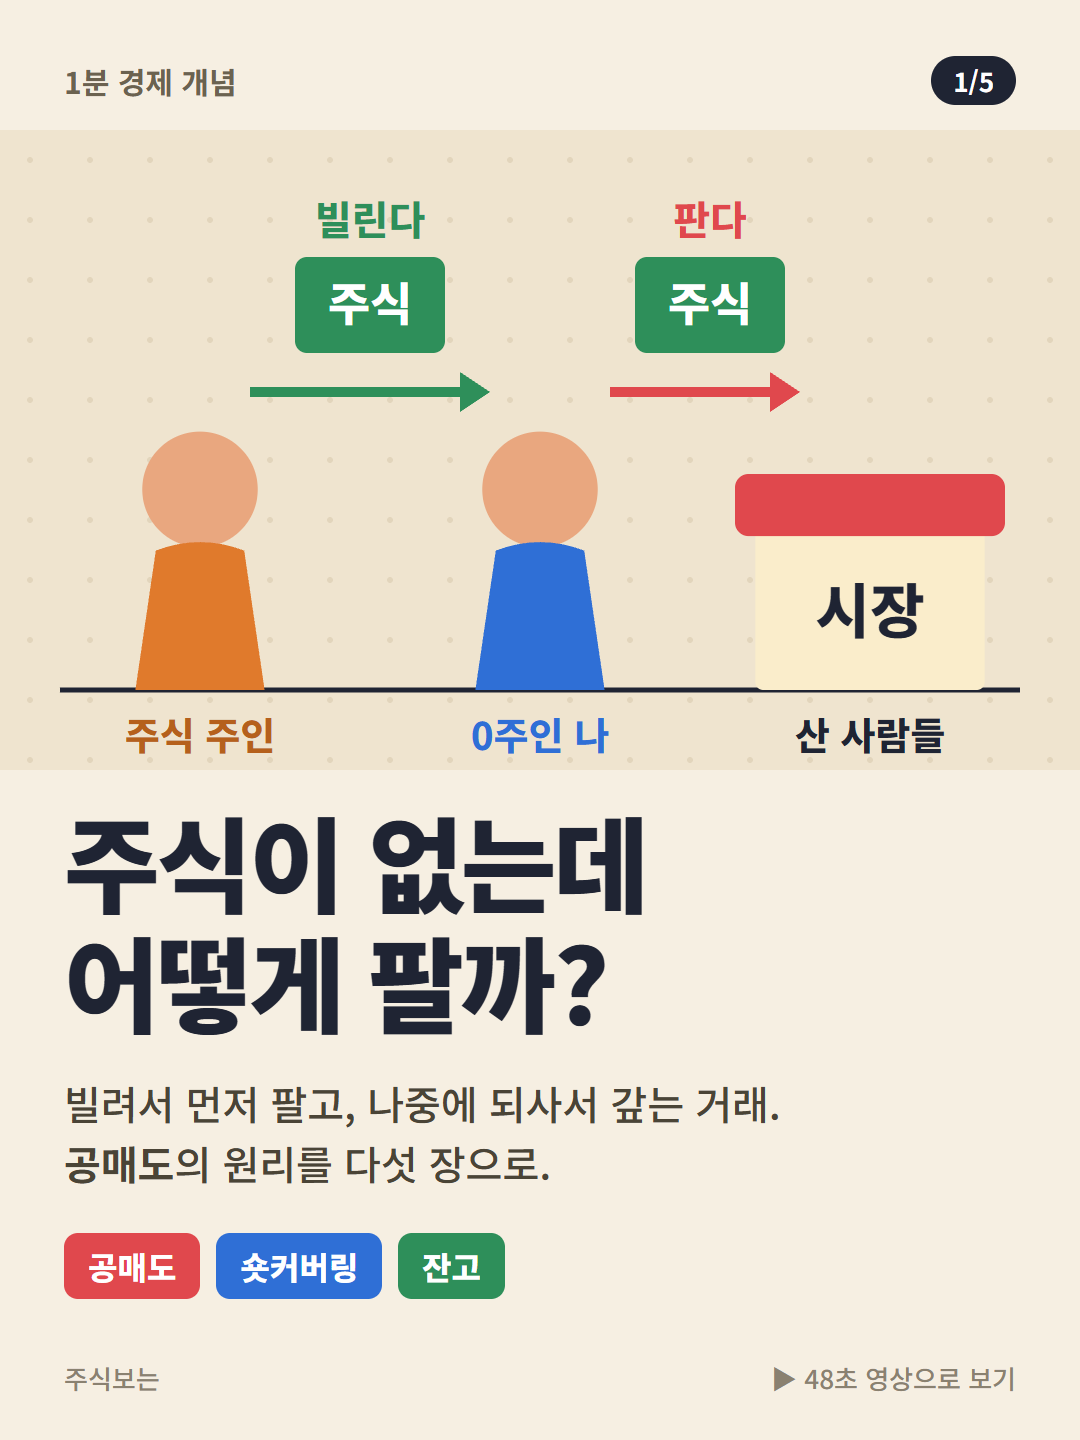 1분 경제 개념
1/5
빌린다
판다
주식
주식
시장
주식 주인
0주인 나
산 사람들
주식이 없는데
어떻게 팔까?
빌려서 먼저 팔고, 나중에 되사서 갚는 거래.
공매도의 원리를 다섯 장으로.
공매도
숏커버링
잔고
주식보는
▶ 48초 영상으로 보기